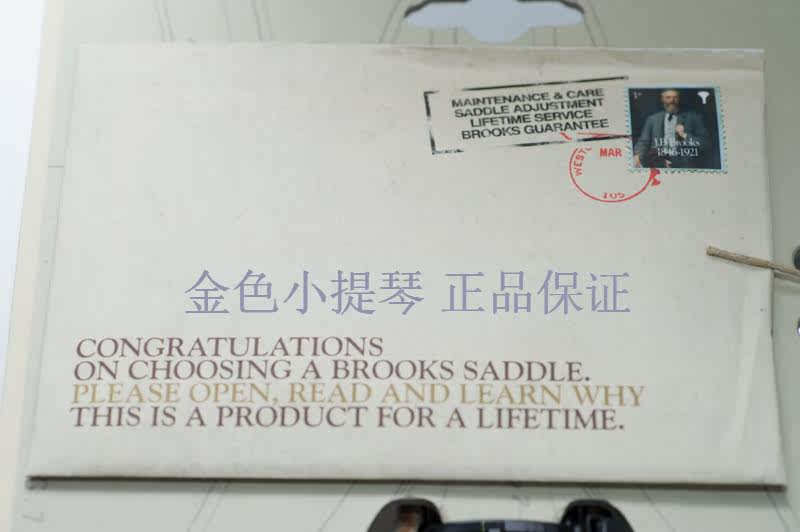 MAINTENANCE & CARE
SADDLE ADJUSTMENT
LIFETIME SERVICE
BROOKS GUARANTEE
J.B Brooks
1846-1921
MAR
金色小提琴 正品保证
CONGRATULATIONS
ON CHOOSING A BROOKS SADDLE.
PLEASE OPEN, READ AND LEARN WHY
THIS IS A PRODUCT FOR A LIFETIME.